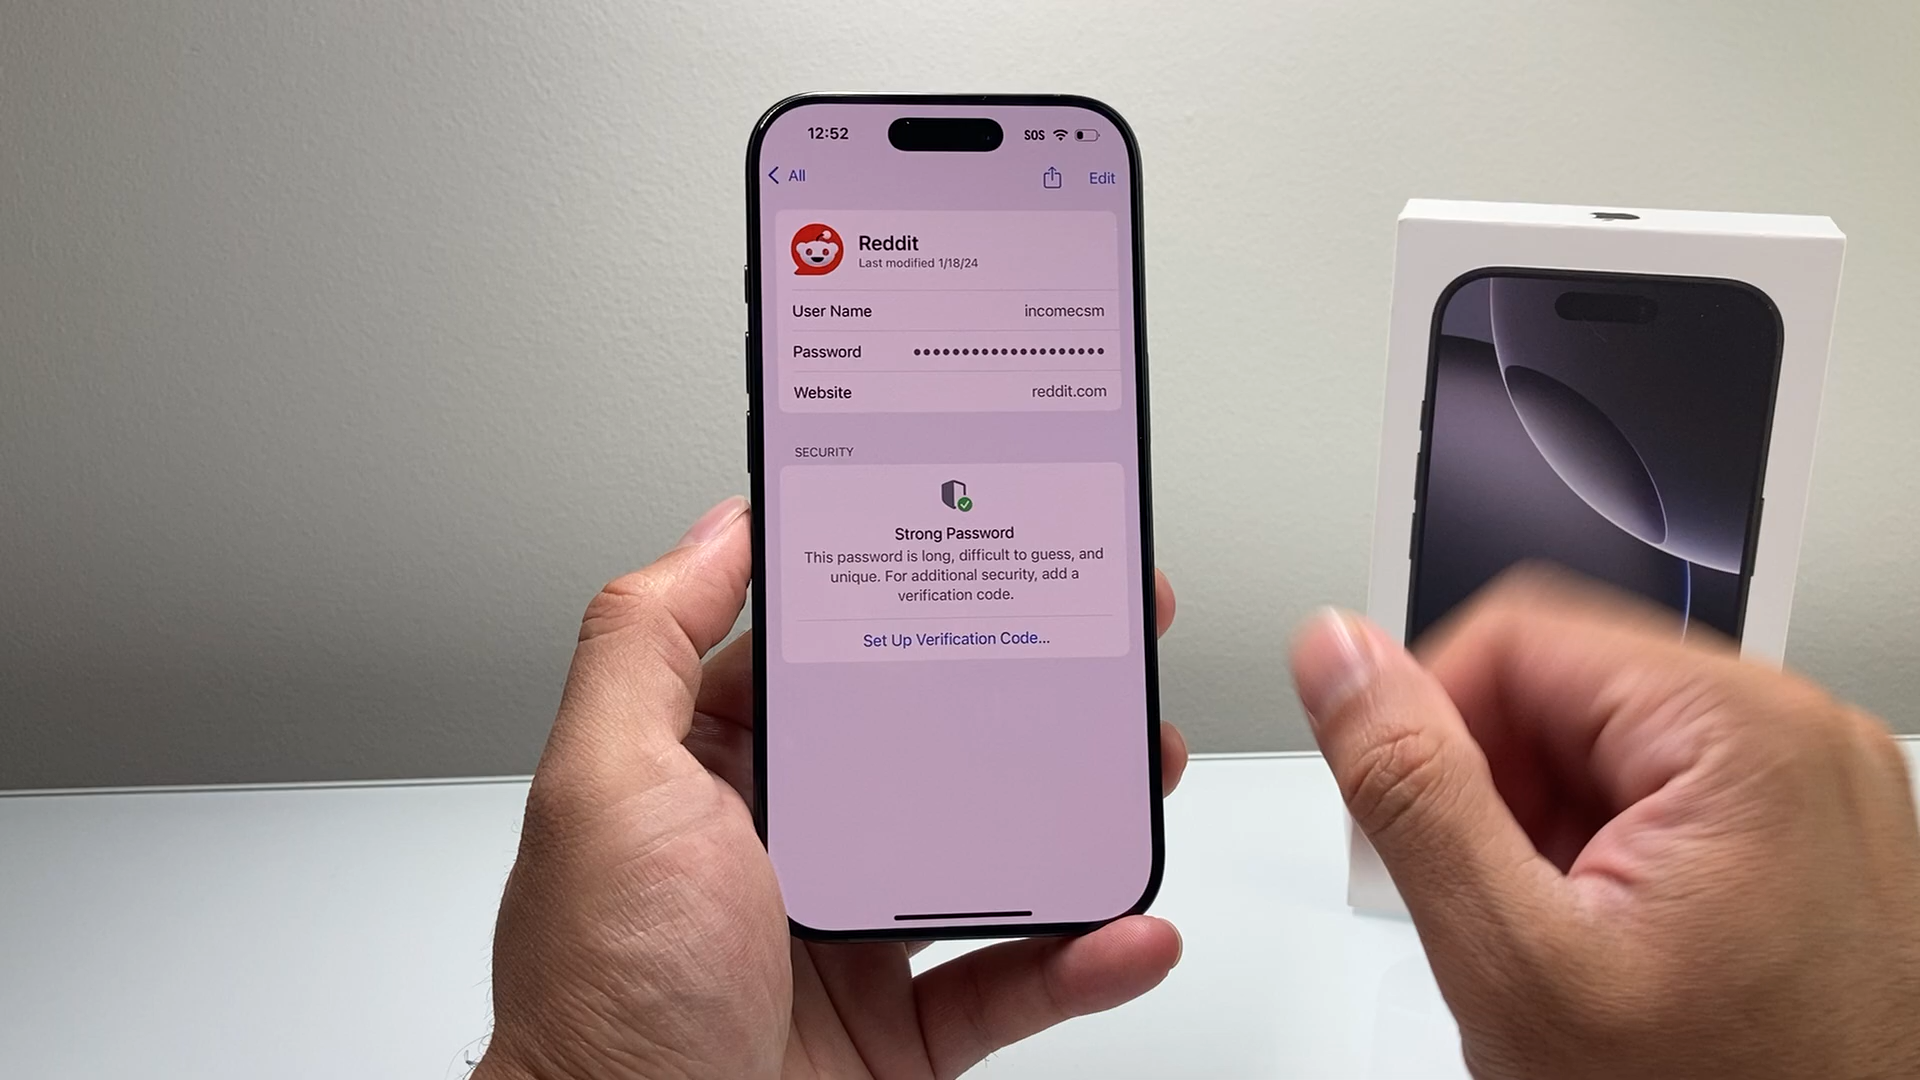 12:52
SOS
All
Edit
Reddit
Last modified 1/18/24
User Name incomecsm
Password ••••••••••••••••••••
Website reddit.com
SECURITY
Strong Password
This password is long, difficult to guess, and
unique. For additional security, add a
verification code.
Set Up Verification Code...